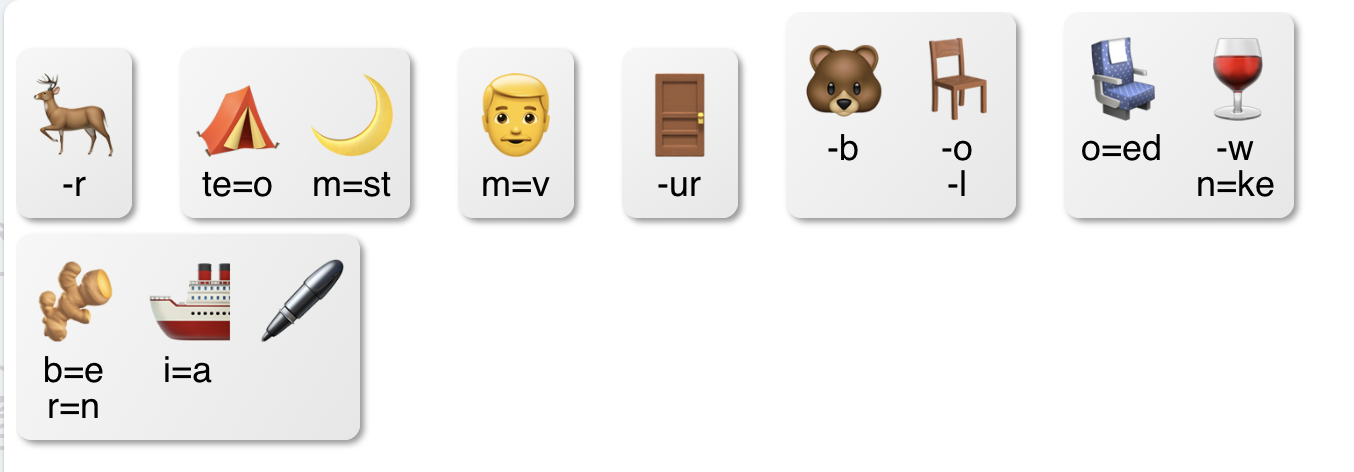 -r
te=o m=st
m=v
-ur
-b -o
-l
o=ed -w
n=ke
b=e i=a
r=n